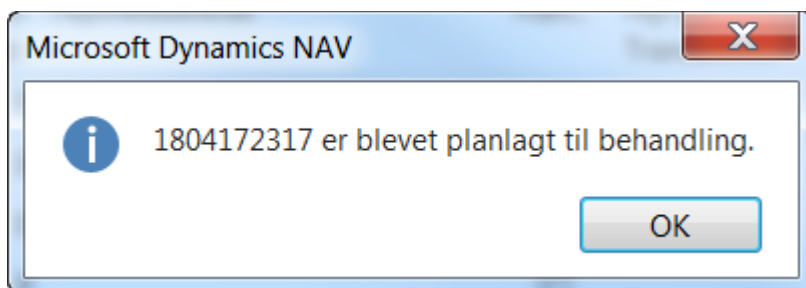 Microsoft Dynamics NAV
1804172317 er blevet planlagt til behandling.
OK